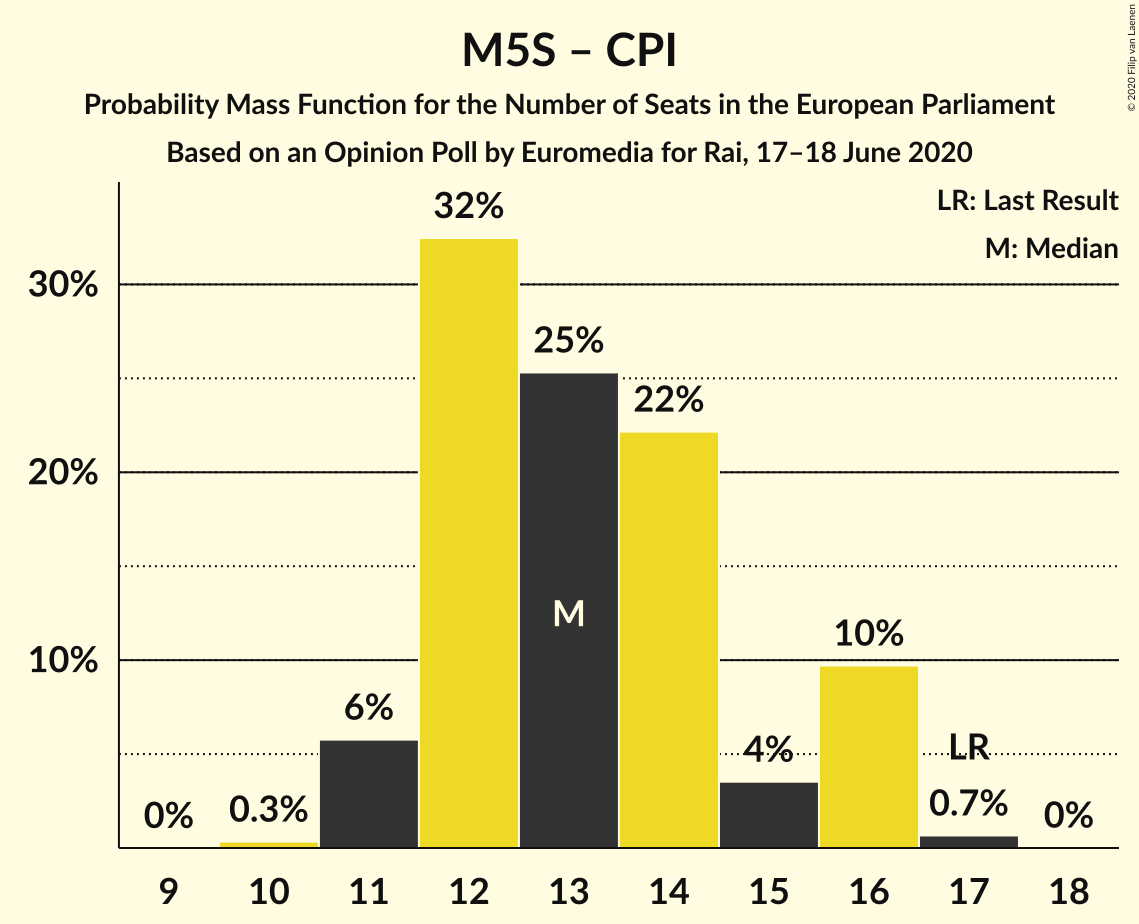 M5S – CPI
Probability Mass Function for the Number of Seats in the European Parliament
Based on an Opinion Poll by Euromedia for Rai, 17–18 June 2020
© 2020 Filip van Laenen
LR: Last Result
M: Median
32%
30%
25%
22%
20%
M
10%
10%
6%
4%
LR
0%
0.3%
0.7%
0%
9 10 11 12 13 14 15 16 17 18